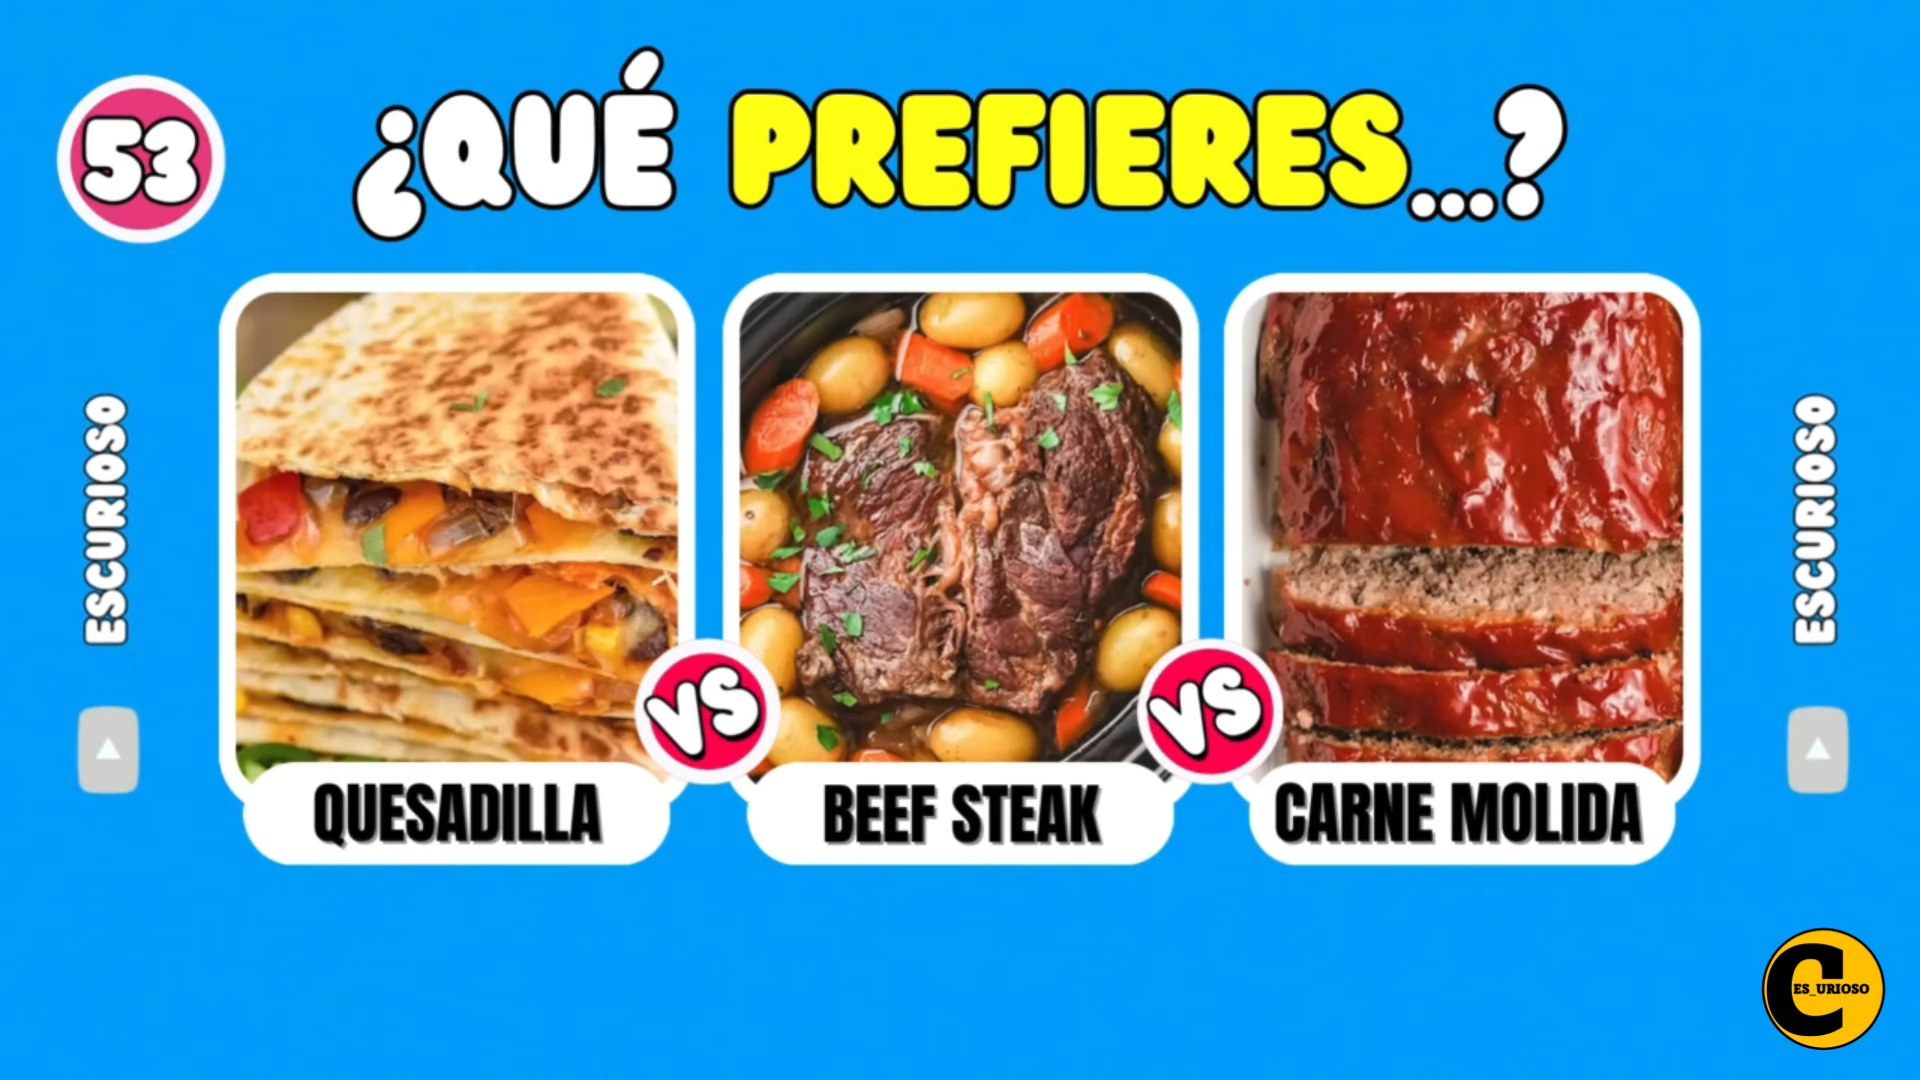 53
¿QUÉ PREFIERES...?
ESCURIOSO
ESCURIOSO
VS
VS
QUESADILLA
BEEF STEAK
CARNE MOLIDA
C
ES_URIOSO